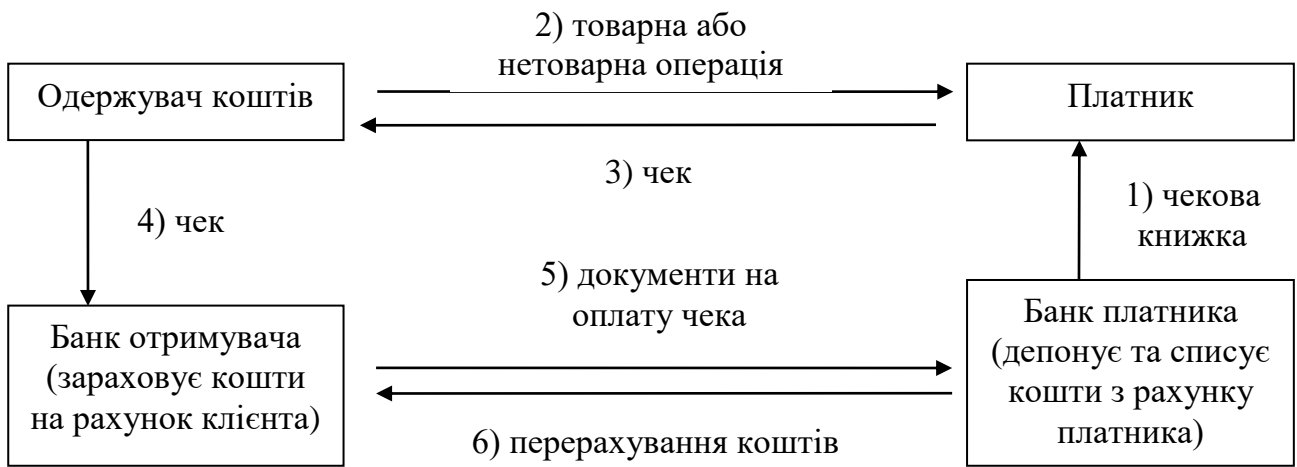 2) товарна або
нетоварна операція
Одержувач коштів
Платник
3) чек
4) чек
1) чекова
книжка
5) документи на
оплату чека
Банк отримувача
(зараховує кошти
на рахунок клієнта)
Банк платника
(депонує та списує
кошти з рахунку
платника)
6) перерахування коштів